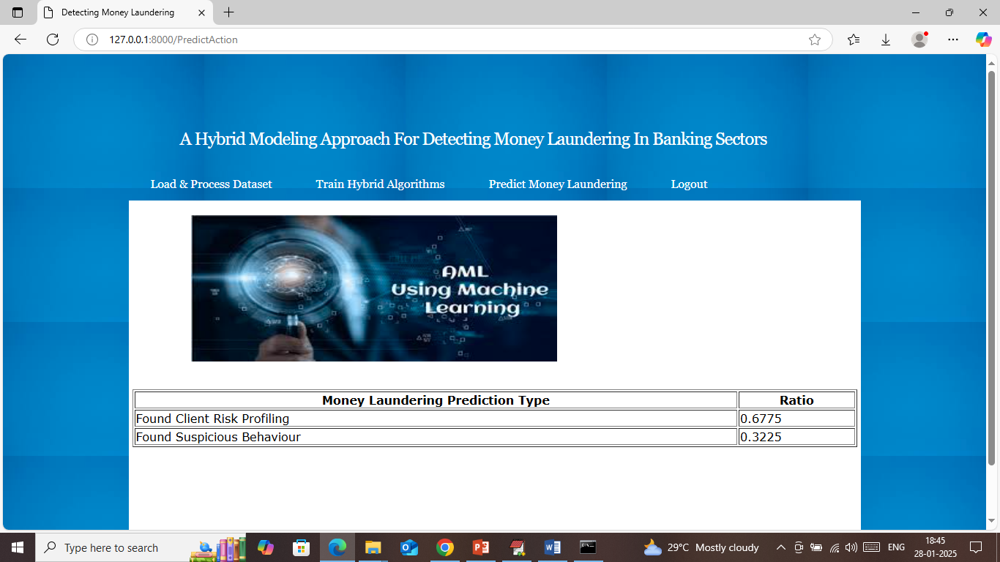 Detecting Money Laundering
127.0.0.1:8000/PredictAction
A Hybrid Modeling Approach For Detecting Money Laundering In Banking Sectors
Load & Process Dataset Train Hybrid Algorithms Predict Money Laundering Logout
AML
Using Machine
Learning
Money Laundering Prediction Type Ratio
Found Client Risk Profiling 0.6775
Found Suspicious Behaviour 0.3225
Type here to search 29°C Mostly cloudy ENG 18:45
28-01-2025